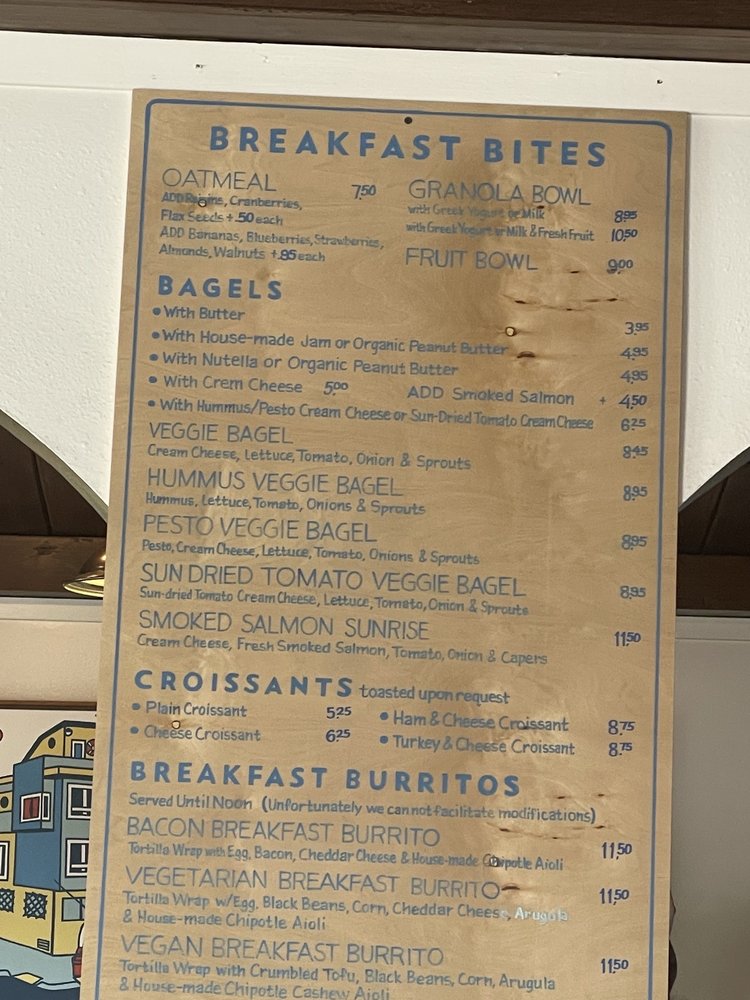 BREAKFAST BITES
OATMEAL 7.50
ADD Raisins, Cranberries,
Flax Seeds + .50 each
ADD Bananas, Blueberries, Strawberries,
Almonds, Walnuts + .85 each
GRANOLA BOWL
with Greek Yogurt or Milk 8.95
with Greek Yogurt or Milk & Fresh Fruit 10.50
FRUIT BOWL 9.00
BAGELS
• With Butter 3.95
• With House-made Jam or Organic Peanut Butter 4.95
• With Nutella or Organic Peanut Butter 4.95
• With Crem Cheese 5.00 ADD Smoked Salmon + 4.50
• With Hummus/Pesto Cream Cheese or Sun-Dried Tomato Cream Cheese 6.25
VEGGIE BAGEL 8.45
Cream Cheese, Lettuce, Tomato, Onion & Sprouts
HUMMUS VEGGIE BAGEL 8.95
Hummus, Lettuce, Tomato, Onions & Sprouts
PESTO VEGGIE BAGEL 8.95
Pesto, Cream Cheese, Lettuce, Tomato, Onions & Sprouts
SUN DRIED TOMATO VEGGIE BAGEL 8.95
Sun-dried Tomato Cream Cheese, Lettuce, Tomato, Onion & Sprouts
SMOKED SALMON SUNRISE 11.50
Cream Cheese, Fresh Smoked Salmon, Tomato, Onion & Capers
CROISSANTS toasted upon request
• Plain Croissant 5.25
• Cheese Croissant 6.25
• Ham & Cheese Croissant 8.75
• Turkey & Cheese Croissant 8.75
BREAKFAST BURRITOS
Served Until Noon (Unfortunately we can not facilitate modifications)
BACON BREAKFAST BURRITO 11.50
Tortilla Wrap with Egg, Bacon, Cheddar Cheese & House-made Chipotle Aioli
VEGETARIAN BREAKFAST BURRITO 11.50
Tortilla Wrap w/Egg, Black Beans, Corn, Cheddar Cheese, Arugula
& House-made Chipotle Aioli
VEGAN BREAKFAST BURRITO 11.50
Tortilla Wrap with Crumbled Tofu, Black Beans, Corn, Arugula
& House-made Chipotle Cashew Aioli